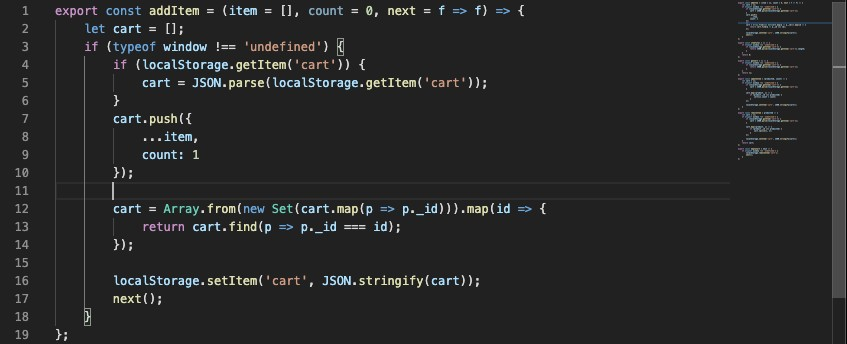 1 export const addItem = (item = [], count = 0, next = f => f) => {
2 let cart = [];
3 if (typeof window !== 'undefined') {
4 if (localStorage.getItem('cart')) {
5 cart = JSON.parse(localStorage.getItem('cart'));
6 }
7 cart.push({
8 ...item,
9 count: 1
10 });
11
12 cart = Array.from(new Set(cart.map(p => p._id))).map(id => {
13 return cart.find(p => p._id === id);
14 });
15
16 localStorage.setItem('cart', JSON.stringify(cart));
17 next();
18 }
19 };